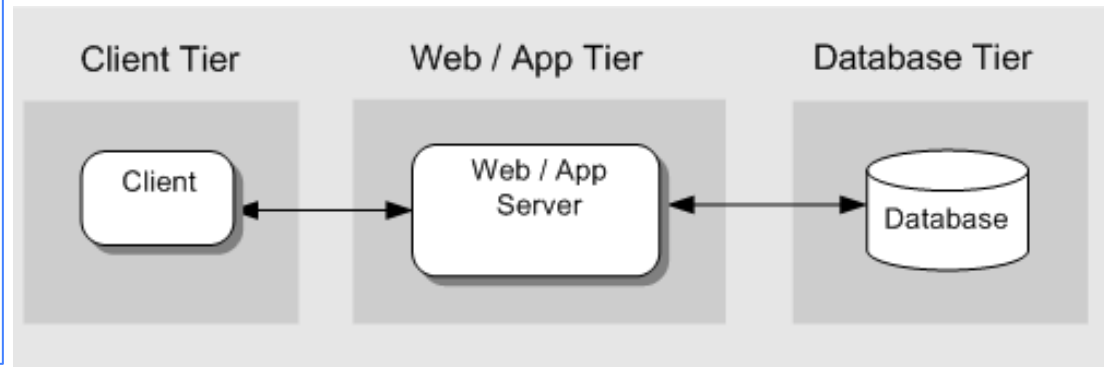 Client Tier
Web / App Tier
Database Tier
Client
Web / App
Server
Database